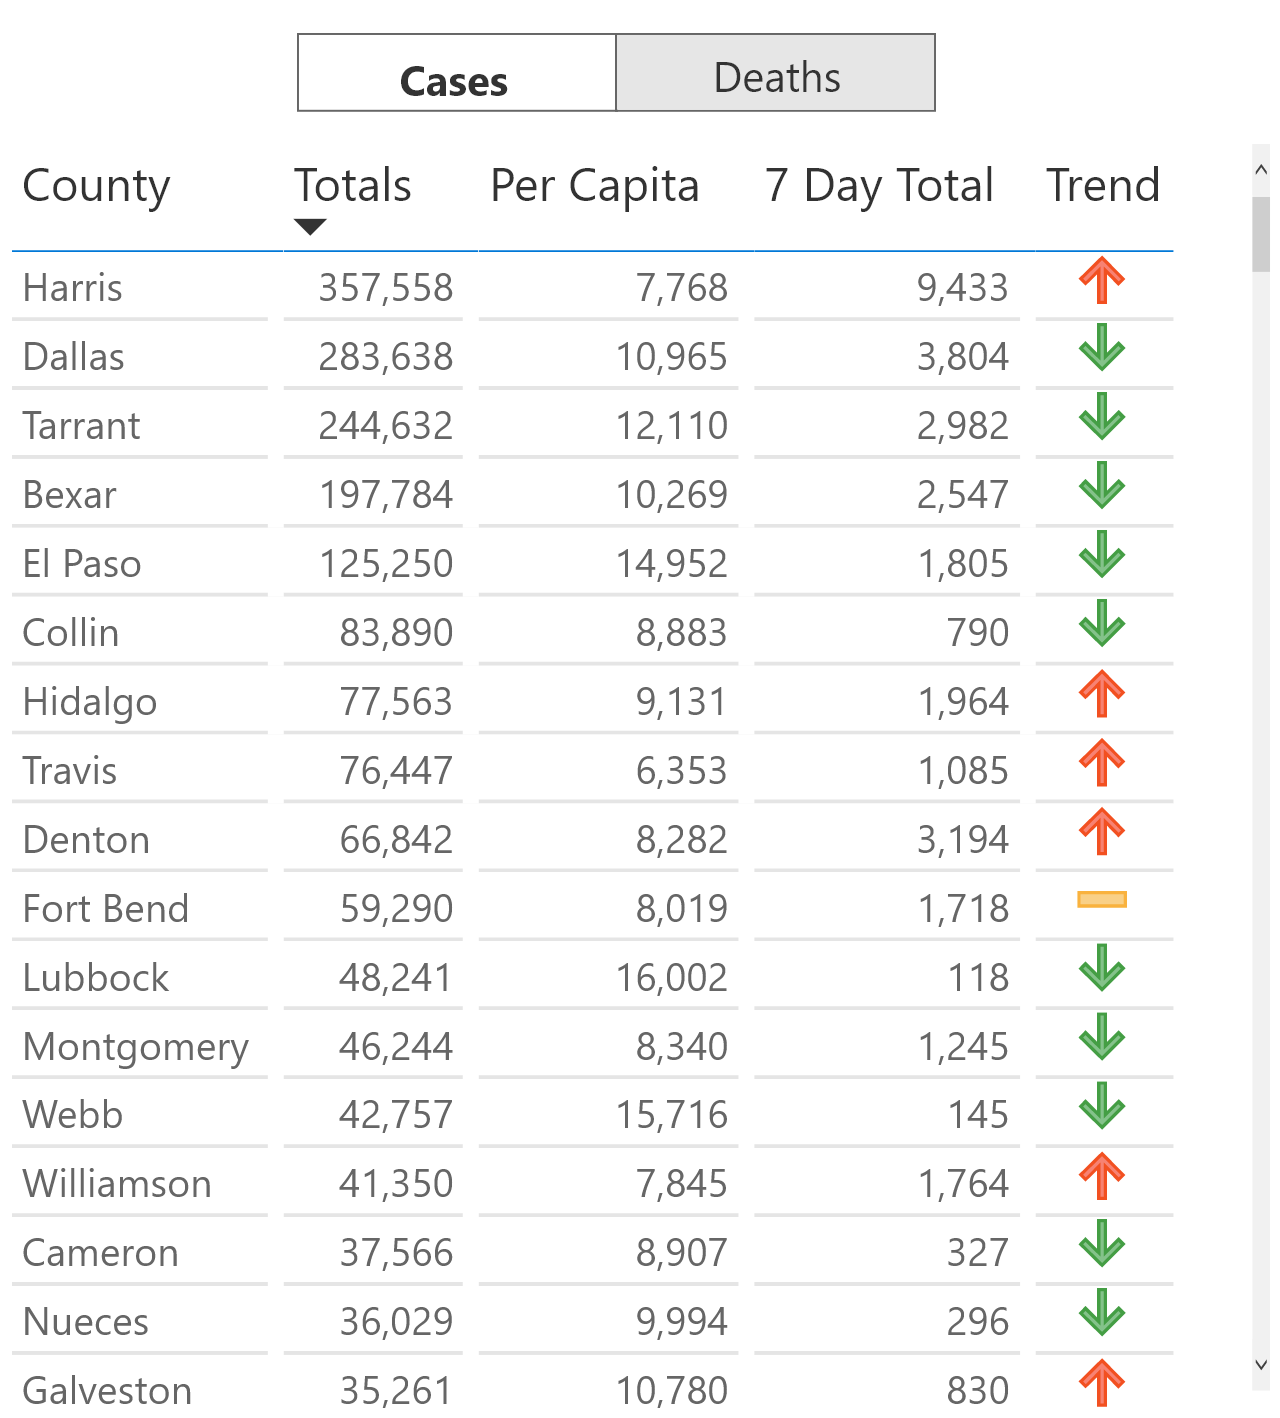 Cases Deaths
County Totals Per Capita 7 Day Total Trend
Harris 357,558 7,768 9,433
Dallas 283,638 10,965 3,804
Tarrant 244,632 12,110 2,982
Bexar 197,784 10,269 2,547
El Paso 125,250 14,952 1,805
Collin 83,890 8,883 790
Hidalgo 77,563 9,131 1,964
Travis 76,447 6,353 1,085
Denton 66,842 8,282 3,194
Fort Bend 59,290 8,019 1,718
Lubbock 48,241 16,002 118
Montgomery 46,244 8,340 1,245
Webb 42,757 15,716 145
Williamson 41,350 7,845 1,764
Cameron 37,566 8,907 327
Nueces 36,029 9,994 296
Galveston 35,261 10,780 830